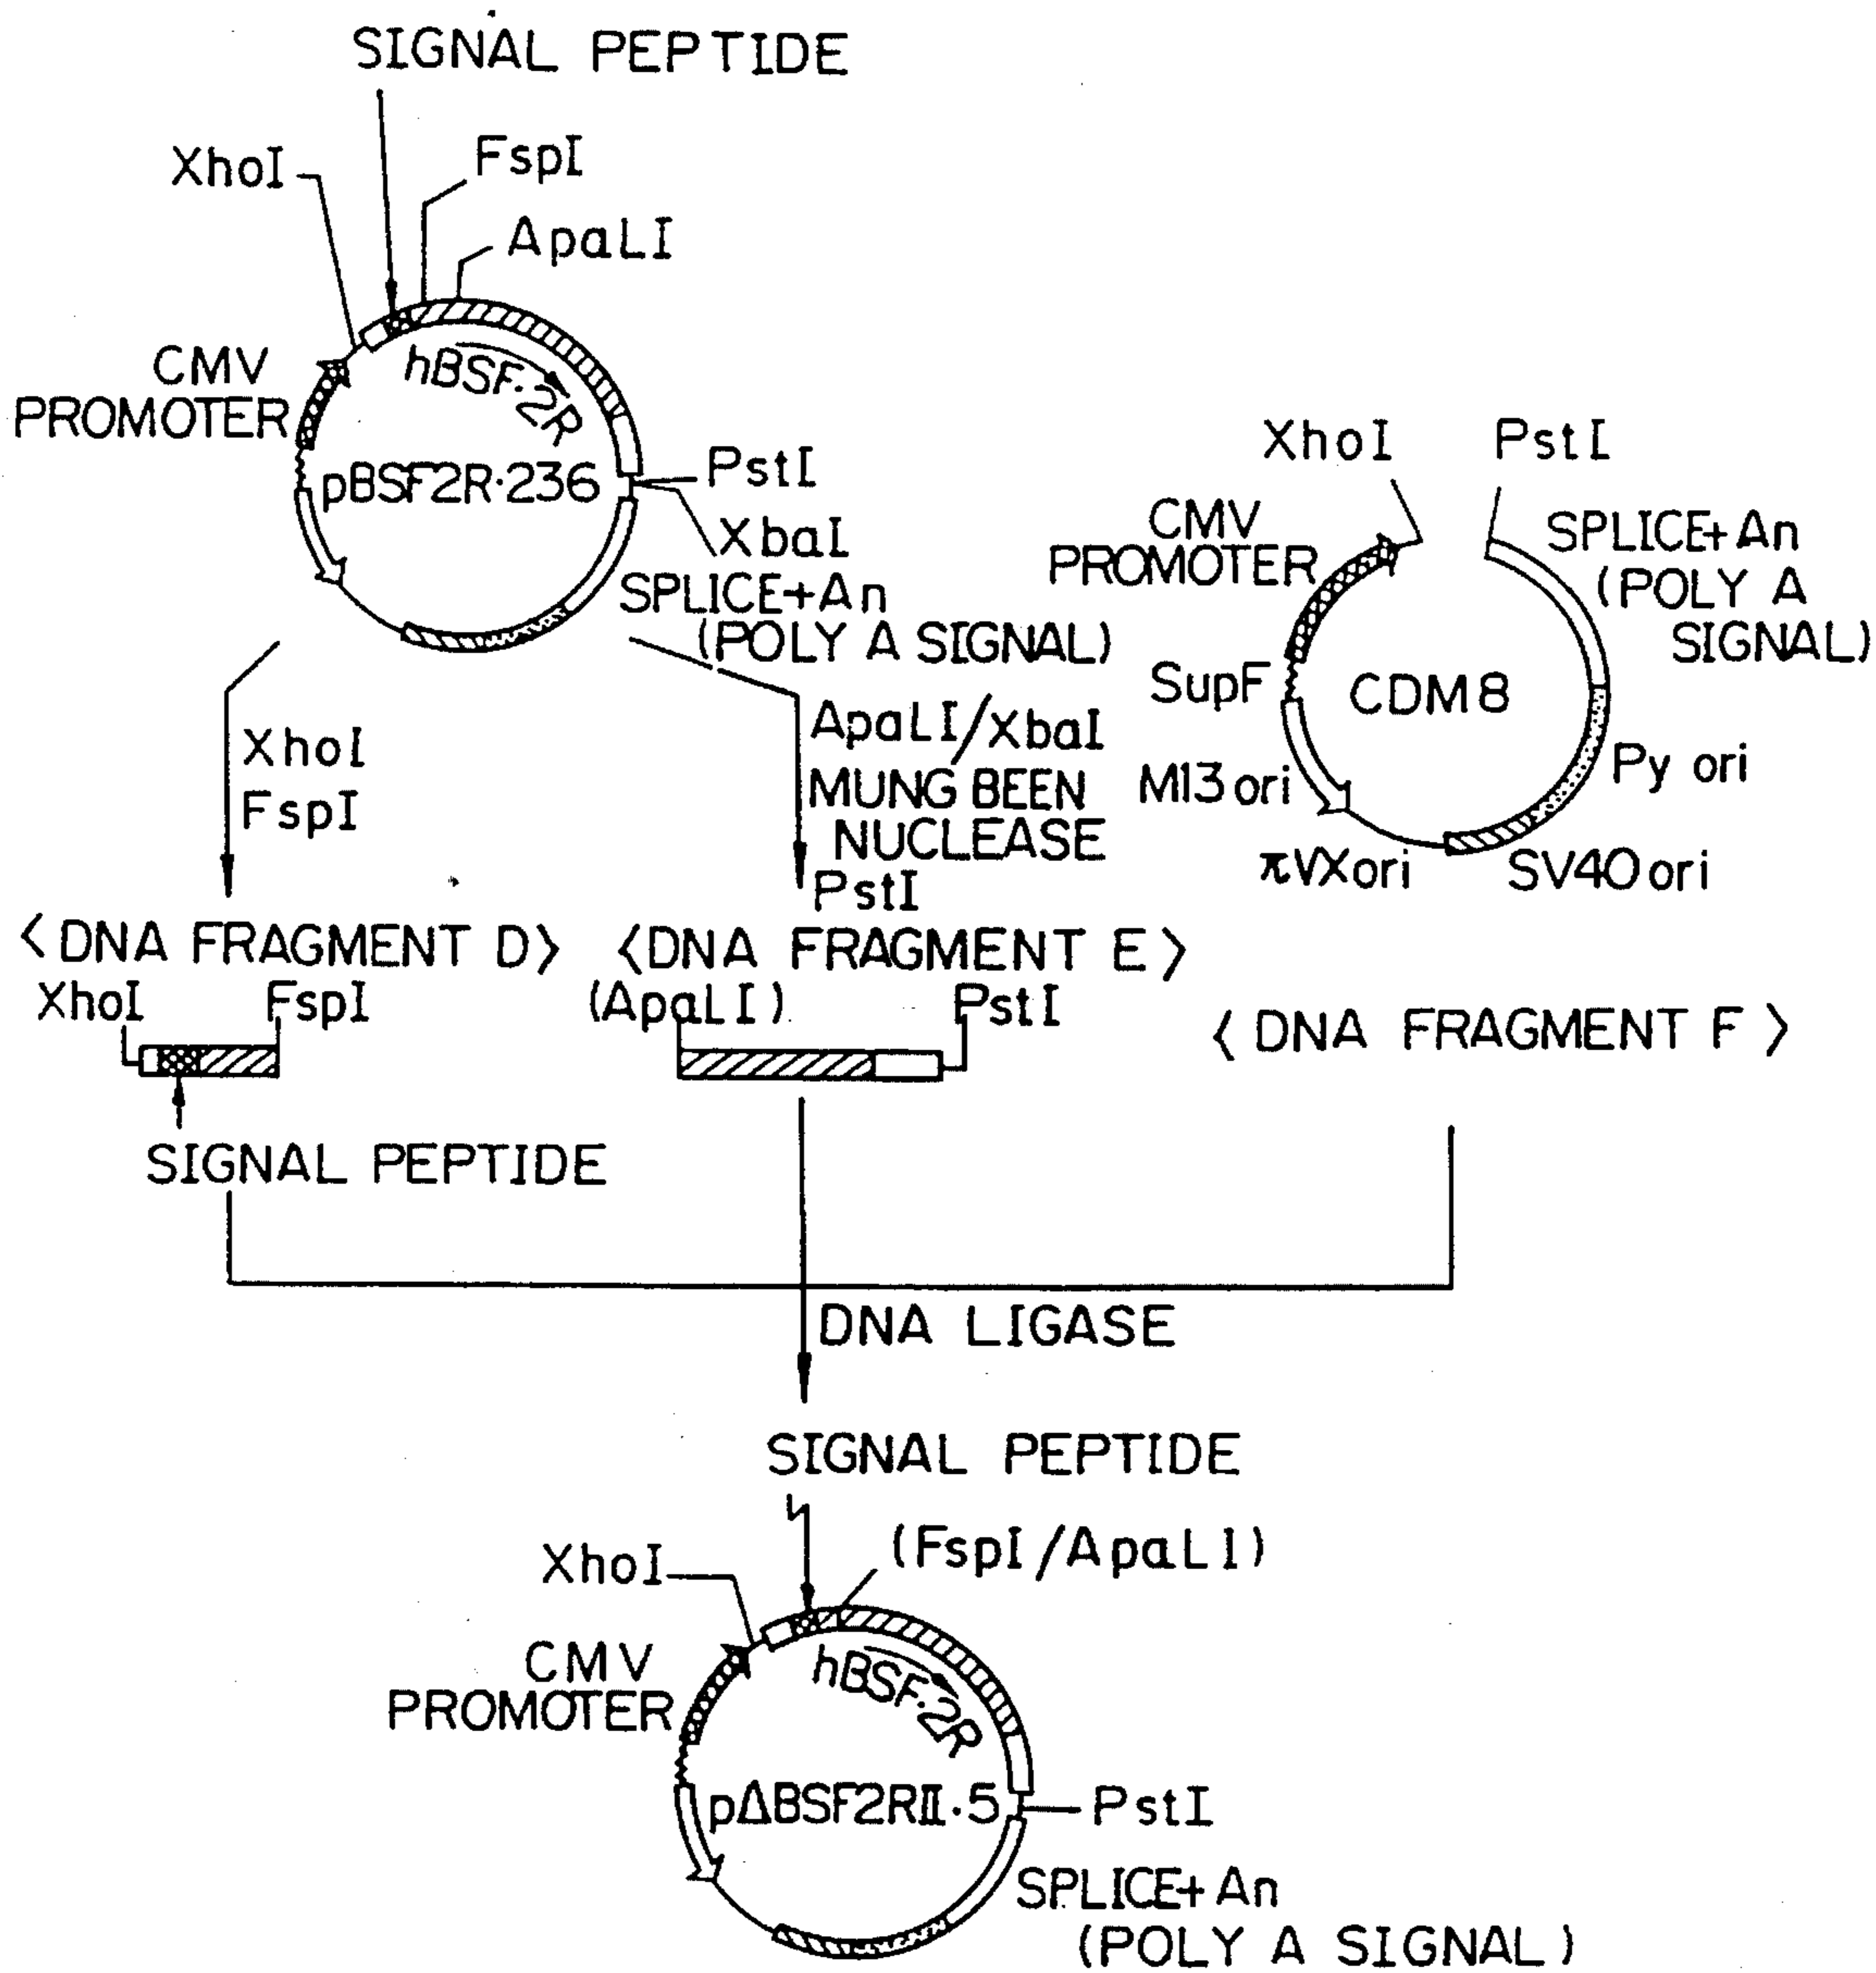 SIGNAL PEPTIDE
XhoI
FspI
ApaLI
CMV
PROMOTER
hBSF·2R
pBSF2R·236
PstI
XbaI
SPLICE+An
(POLY A SIGNAL)
XhoI
PstI
CMV
PROMOTER
SPLICE+An
(POLY A
SIGNAL)
SupF
CDM8
M13 ori
Py ori
πVXori
SV40 ori
XhoI
FspI
ApaLI/XbaI
MUNG BEEN
NUCLEASE
PstI
〈DNA FRAGMENT D〉
XhoI
FspI
SIGNAL PEPTIDE
〈DNA FRAGMENT E〉
(ApaLI)
PstI
〈DNA FRAGMENT F〉
DNA LIGASE
SIGNAL PEPTIDE
XhoI
(FspI/ApaLI)
CMV
PROMOTER
hBSF·2R
pΔBSF2RII·5
PstI
SPLICE+An
(POLY A SIGNAL)